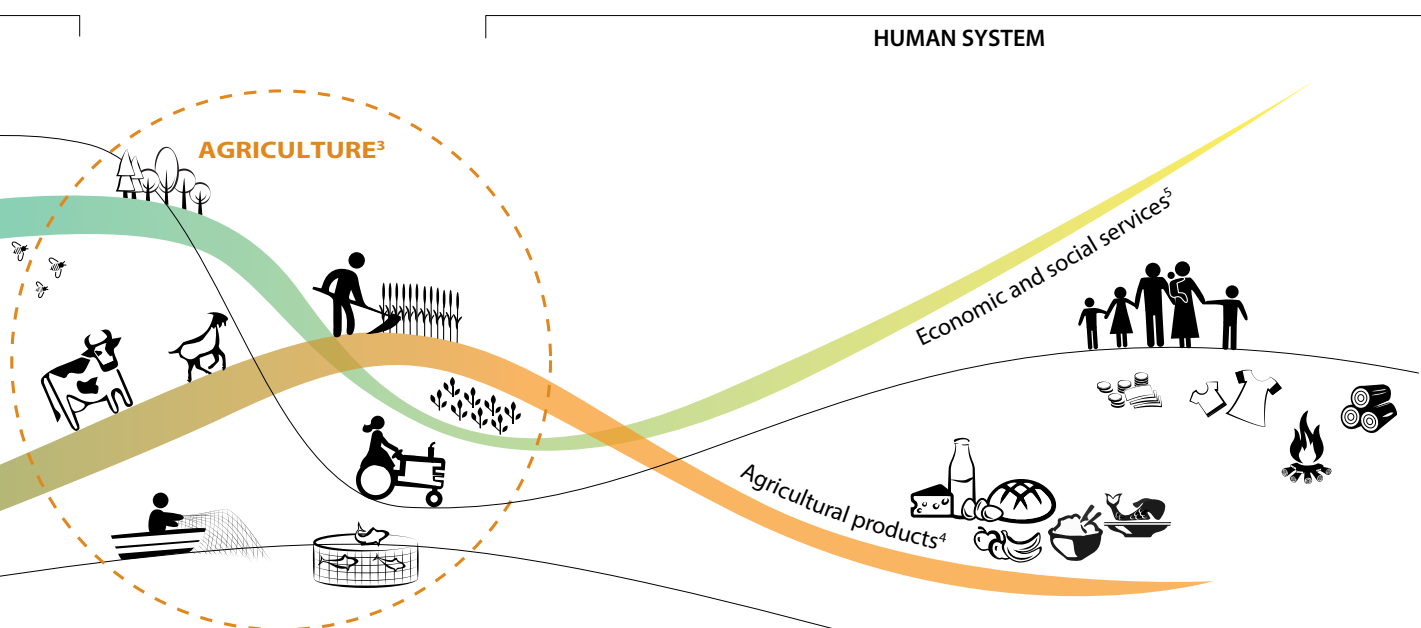 HUMAN SYSTEM
AGRICULTURE³
Economic and social services⁵
Agricultural products⁴